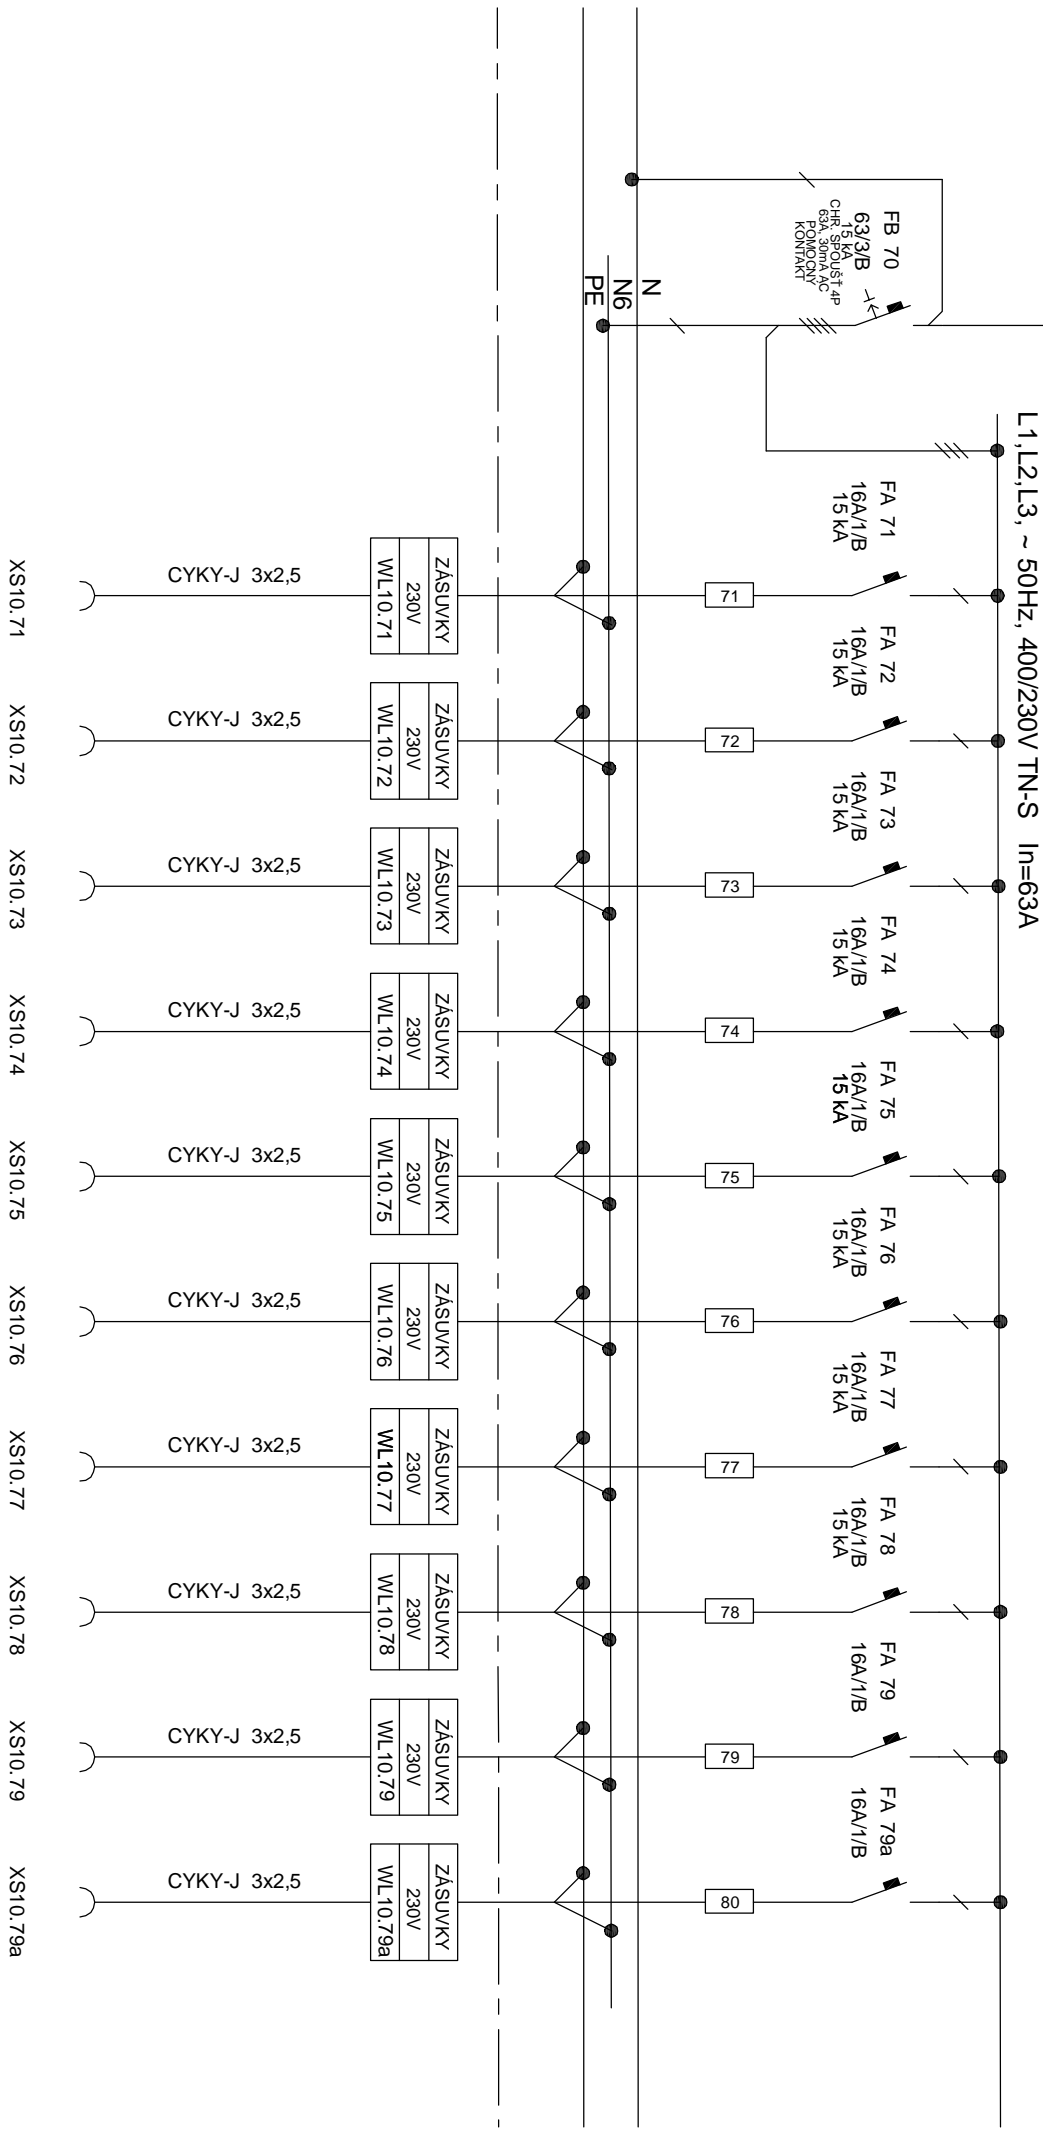 FB 70
63/3/B
15 kA
CHR. SPOUŠŤ 4P
63A, 30mA AC
POMOCNÝ
KONTAKT
N
N6
PE
L1,L2,L3, ~ 50Hz, 400/230V TN-S In=63A
FA 71
16A/1/B
15 kA
71
ZÁSUVKY
230V
WL10.71
CYKY-J 3x2,5
XS10.71
FA 72
16A/1/B
15 kA
72
ZÁSUVKY
230V
WL10.72
CYKY-J 3x2,5
XS10.72
FA 73
16A/1/B
15 kA
73
ZÁSUVKY
230V
WL10.73
CYKY-J 3x2,5
XS10.73
FA 74
16A/1/B
15 kA
74
ZÁSUVKY
230V
WL10.74
CYKY-J 3x2,5
XS10.74
FA 75
16A/1/B
15 kA
75
ZÁSUVKY
230V
WL10.75
CYKY-J 3x2,5
XS10.75
FA 76
16A/1/B
15 kA
76
ZÁSUVKY
230V
WL10.76
CYKY-J 3x2,5
XS10.76
FA 77
16A/1/B
15 kA
77
ZÁSUVKY
230V
WL10.77
CYKY-J 3x2,5
XS10.77
FA 78
16A/1/B
15 kA
78
ZÁSUVKY
230V
WL10.78
CYKY-J 3x2,5
XS10.78
FA 79
16A/1/B
79
ZÁSUVKY
230V
WL10.79
CYKY-J 3x2,5
XS10.79
FA 79a
16A/1/B
80
ZÁSUVKY
230V
WL10.79a
CYKY-J 3x2,5
XS10.79a